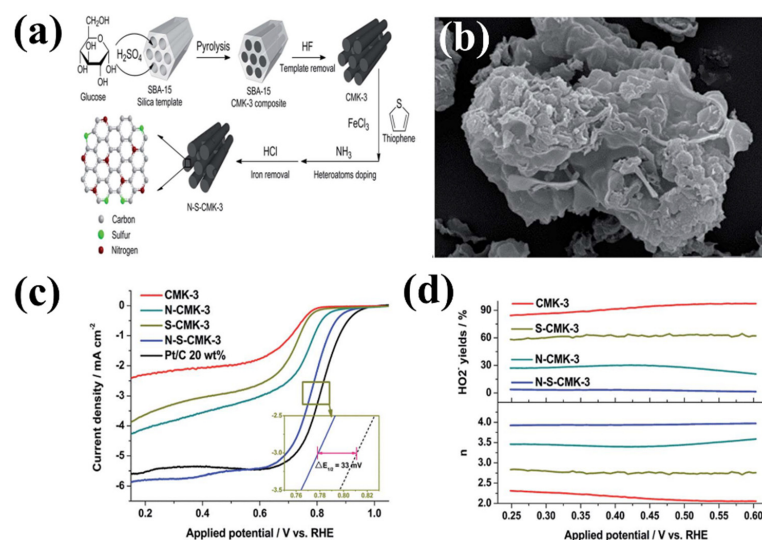 (a)
CH₂OH
O
OH
OH
OH
OH
Glucose
H₂SO₄
SBA-15
Silica template
Pyrolysis
SBA-15
CMK-3 composite
HF
Template removal
CMK-3
FeCl₃
S
Thiophene
NH₃
Heteroatoms doping
HCl
Iron removal
N-S-CMK-3
Carbon
Sulfur
Nitrogen
(b)
(c)
CMK-3
N-CMK-3
S-CMK-3
N-S-CMK-3
Pt/C 20 wt%
Current density / mA cm⁻²
0
-1
-2
-3
-4
-5
-6
0.2
0.4
0.6
0.8
1.0
Applied potential / V vs. RHE
-2.5
-3.0
-3.5
△E₁/₂ = 33 mV
0.76
0.78
0.80
0.82
(d)
HO2⁻ yields / %
90
60
30
0
CMK-3
S-CMK-3
N-CMK-3
N-S-CMK-3
n
4.0
3.5
3.0
2.5
2.0
0.25
0.30
0.35
0.40
0.45
0.50
0.55
0.60
Applied potential / V vs. RHE